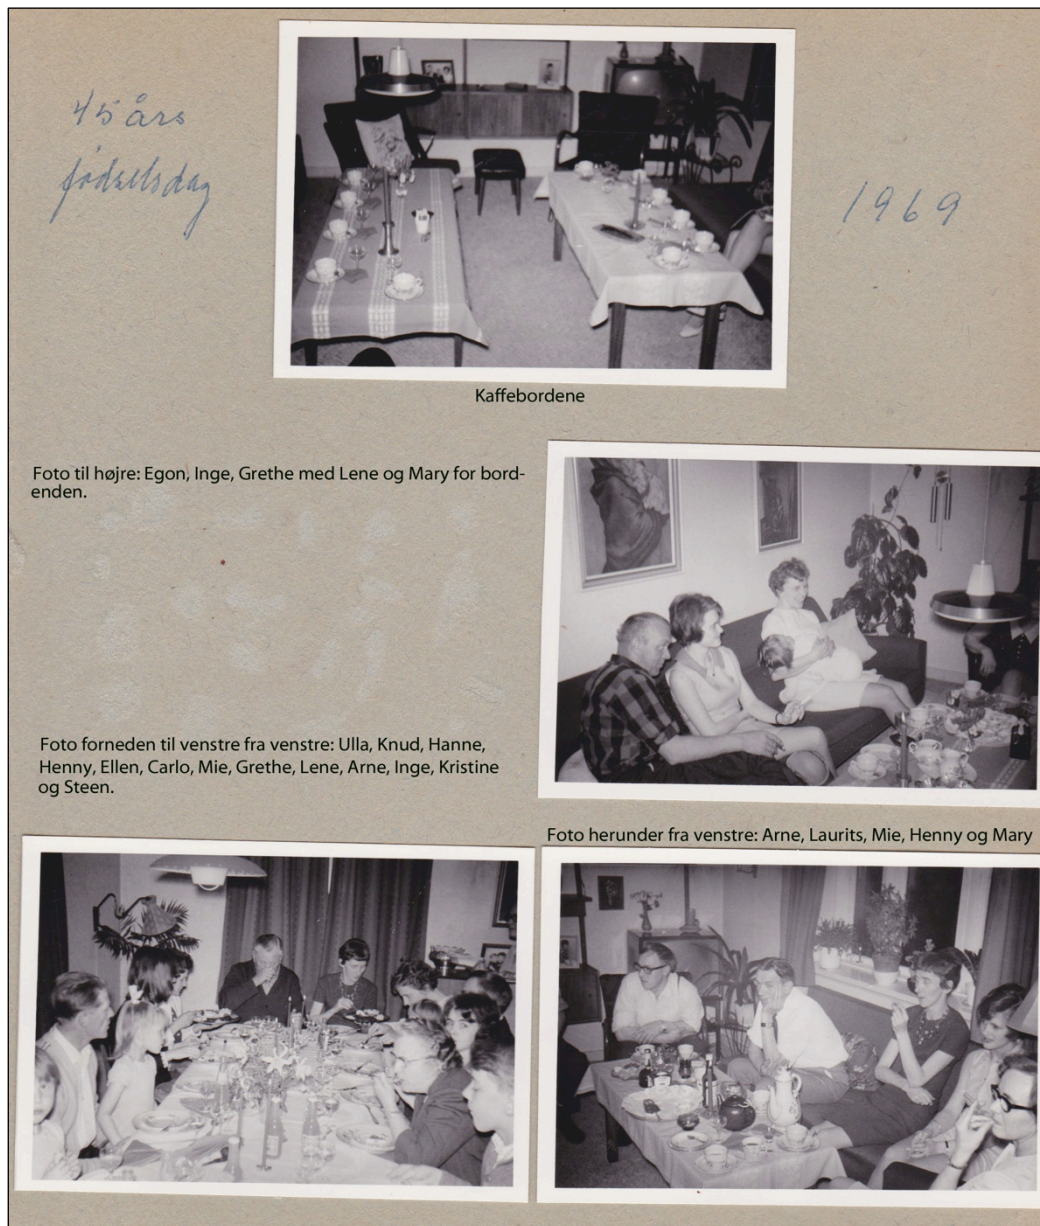 45 års
fødselsdag
1969
Kaffebordene
Foto til højre: Egon, Inge, Grethe med Lene og Mary for bord-
enden.
Foto forneden til venstre fra venstre: Ulla, Knud, Hanne,
Henny, Ellen, Carlo, Mie, Grethe, Lene, Arne, Inge, Kristine
og Steen.
Foto herunder fra venstre: Arne, Laurits, Mie, Henny og Mary